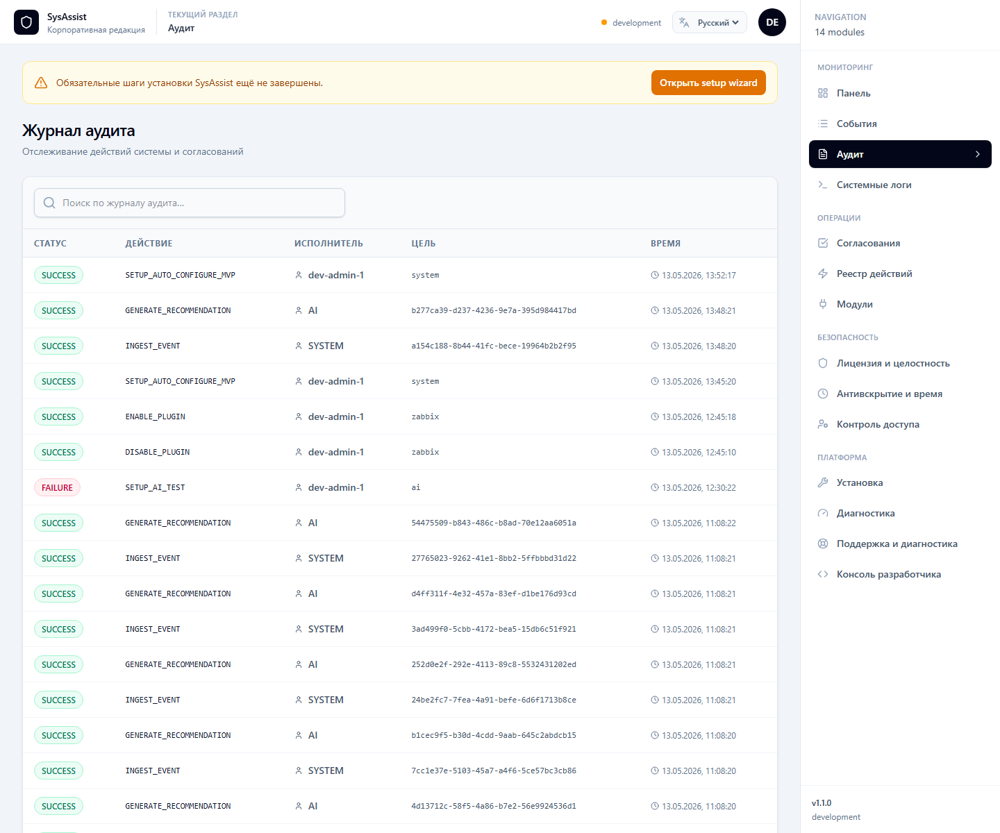 SysAssist
Корпоративная редакция
ТЕКУЩИЙ РАЗДЕЛ
Аудит
development
Русский
DE
Обязательные шаги установки SysAssist ещё не завершены.
Открыть setup wizard
Журнал аудита
Отслеживание действий системы и согласований
Поиск по журналу аудита...
СТАТУС ДЕЙСТВИЕ ИСПОЛНИТЕЛЬ ЦЕЛЬ ВРЕМЯ
SUCCESS SETUP_AUTO_CONFIGURE_MVP dev-admin-1 system 13.05.2026, 13:52:17
SUCCESS GENERATE_RECOMMENDATION AI b277ca39-d237-4236-9e7a-395d984417bd 13.05.2026, 13:48:21
SUCCESS INGEST_EVENT SYSTEM a154c188-8b44-41fc-bece-19964b2b2f95 13.05.2026, 13:48:20
SUCCESS SETUP_AUTO_CONFIGURE_MVP dev-admin-1 system 13.05.2026, 13:45:20
SUCCESS ENABLE_PLUGIN dev-admin-1 zabbix 13.05.2026, 12:45:18
SUCCESS DISABLE_PLUGIN dev-admin-1 zabbix 13.05.2026, 12:45:10
FAILURE SETUP_AI_TEST dev-admin-1 ai 13.05.2026, 12:30:22
SUCCESS GENERATE_RECOMMENDATION AI 54475509-b843-486c-b8ad-70e12aa6051a 13.05.2026, 11:08:22
SUCCESS INGEST_EVENT SYSTEM 27765023-9262-41e1-8bb2-5ffbbbd31d22 13.05.2026, 11:08:21
SUCCESS GENERATE_RECOMMENDATION AI d4ff311f-4e32-457a-83ef-d1be176d93cd 13.05.2026, 11:08:21
SUCCESS INGEST_EVENT SYSTEM 3ad499f0-5cbb-4172-bea5-15db6c51f921 13.05.2026, 11:08:21
SUCCESS GENERATE_RECOMMENDATION AI 252d0e2f-292e-4113-89c8-5532431202ed 13.05.2026, 11:08:21
SUCCESS INGEST_EVENT SYSTEM 24be2fc7-7fea-4a91-befe-6d6f1713b8ce 13.05.2026, 11:08:21
SUCCESS GENERATE_RECOMMENDATION AI b1cec9f5-b30d-4cdd-9aab-645c2abdcb15 13.05.2026, 11:08:20
SUCCESS INGEST_EVENT SYSTEM 7cc1e37e-5103-45a7-a4f6-5ce57bc3cb86 13.05.2026, 11:08:20
SUCCESS GENERATE_RECOMMENDATION AI 4d13712c-58f5-4a86-b7e2-56e9924536d1 13.05.2026, 11:08:20
NAVIGATION
14 modules
МОНИТОРИНГ
Панель
События
Аудит
Системные логи
ОПЕРАЦИИ
Согласования
Реестр действий
Модули
БЕЗОПАСНОСТЬ
Лицензия и целостность
Антивскрытие и время
Контроль доступа
ПЛАТФОРМА
Установка
Диагностика
Поддержка и диагностика
Консоль разработчика
v1.1.0
development